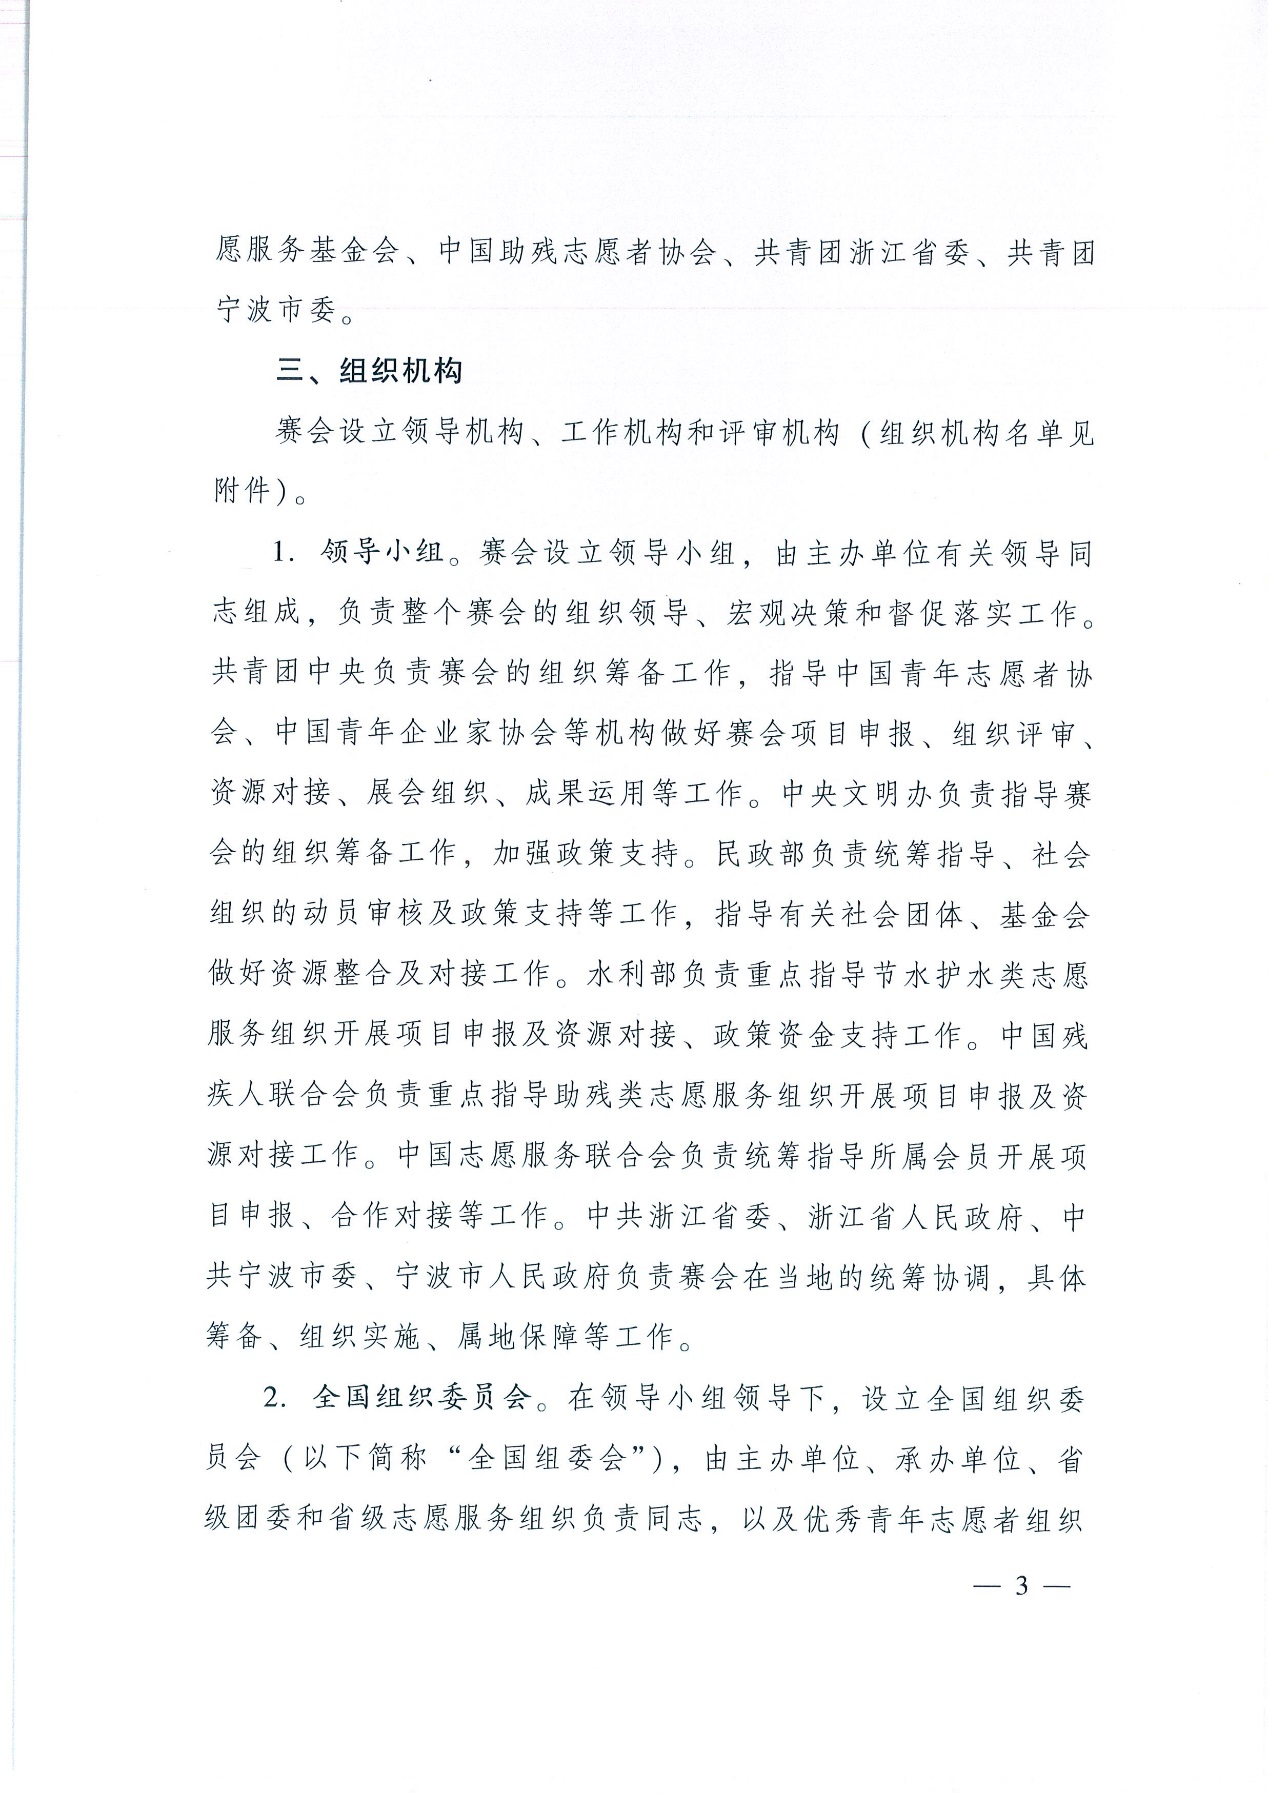 愿服务基金会、中国助残志愿者协会、共青团浙江省委、共青团
宁波市委。
三、组织机构
赛会设立领导机构、工作机构和评审机构（组织机构名单见
附件）。
1. 领导小组。赛会设立领导小组，由主办单位有关领导同
志组成，负责整个赛会的组织领导、宏观决策和督促落实工作。
共青团中央负责赛会的组织筹备工作，指导中国青年志愿者协
会、中国青年企业家协会等机构做好赛会项目申报、组织评审、
资源对接、展会组织、成果运用等工作。中央文明办负责指导赛
会的组织筹备工作，加强政策支持。民政部负责统筹指导、社会
组织的动员审核及政策支持等工作，指导有关社会团体、基金会
做好资源整合及对接工作。水利部负责重点指导节水护水类志愿
服务组织开展项目申报及资源对接、政策资金支持工作。中国残
疾人联合会负责重点指导助残类志愿服务组织开展项目申报及资
源对接工作。中国志愿服务联合会负责统筹指导所属会员开展项
目申报、合作对接等工作。中共浙江省委、浙江省人民政府、中
共宁波市委、宁波市人民政府负责赛会在当地的统筹协调，具体
筹备、组织实施、属地保障等工作。
2. 全国组织委员会。在领导小组领导下，设立全国组织委
员会（以下简称“全国组委会”），由主办单位、承办单位、省
级团委和省级志愿服务组织负责同志，以及优秀青年志愿者组织
— 3 —